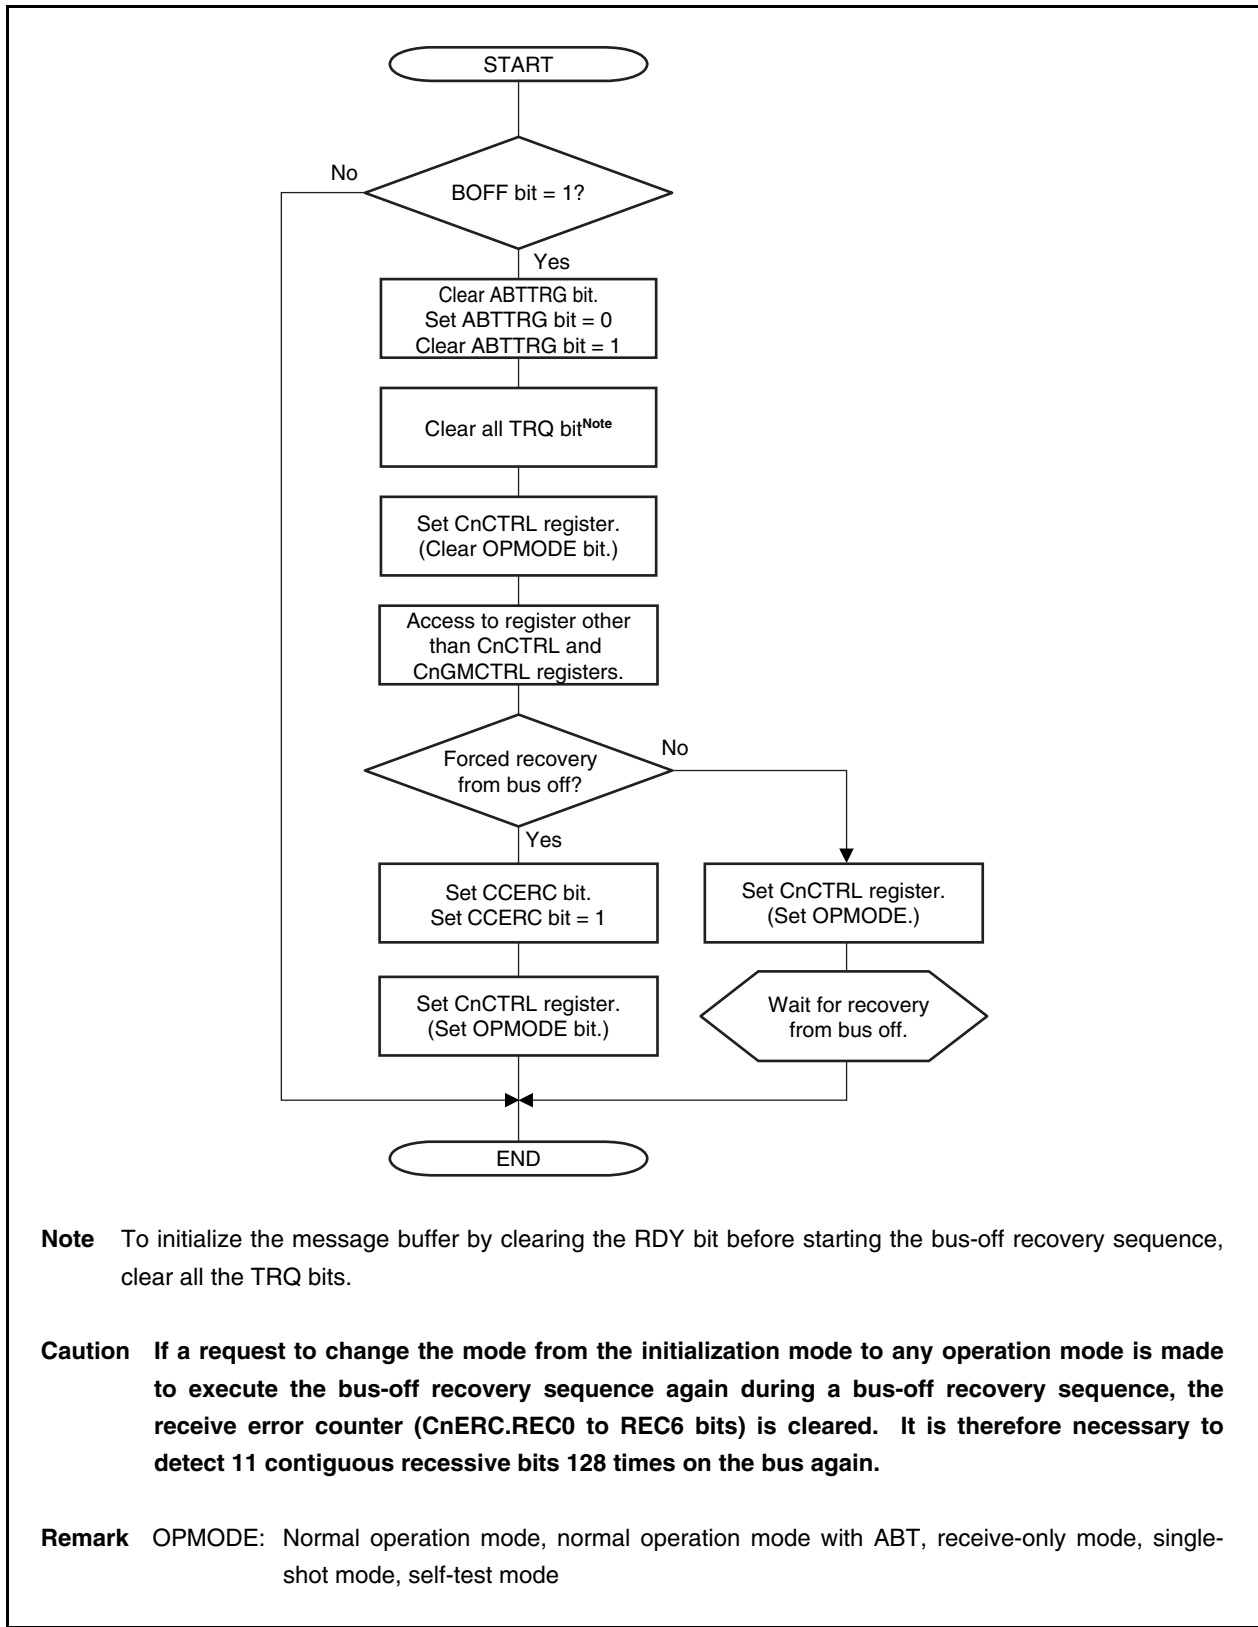 START
No
BOFF bit = 1?
Yes
Clear ABTTRG bit.
Set ABTTRG bit = 0
Clear ABTTRG bit = 1
Clear all TRQ bitNote
Set CnCTRL register.
(Clear OPMODE bit.)
Access to register other
than CnCTRL and
CnGMCTRL registers.
Forced recovery
from bus off?
No
Yes
Set CCERC bit.
Set CCERC bit = 1
Set CnCTRL register.
(Set OPMODE.)
Set CnCTRL register.
(Set OPMODE bit.)
Wait for recovery
from bus off.
END
Note To initialize the message buffer by clearing the RDY bit before starting the bus-off recovery sequence,
clear all the TRQ bits.
Caution If a request to change the mode from the initialization mode to any operation mode is made
to execute the bus-off recovery sequence again during a bus-off recovery sequence, the
receive error counter (CnERC.REC0 to REC6 bits) is cleared. It is therefore necessary to
detect 11 contiguous recessive bits 128 times on the bus again.
Remark OPMODE: Normal operation mode, normal operation mode with ABT, receive-only mode, single-
shot mode, self-test mode